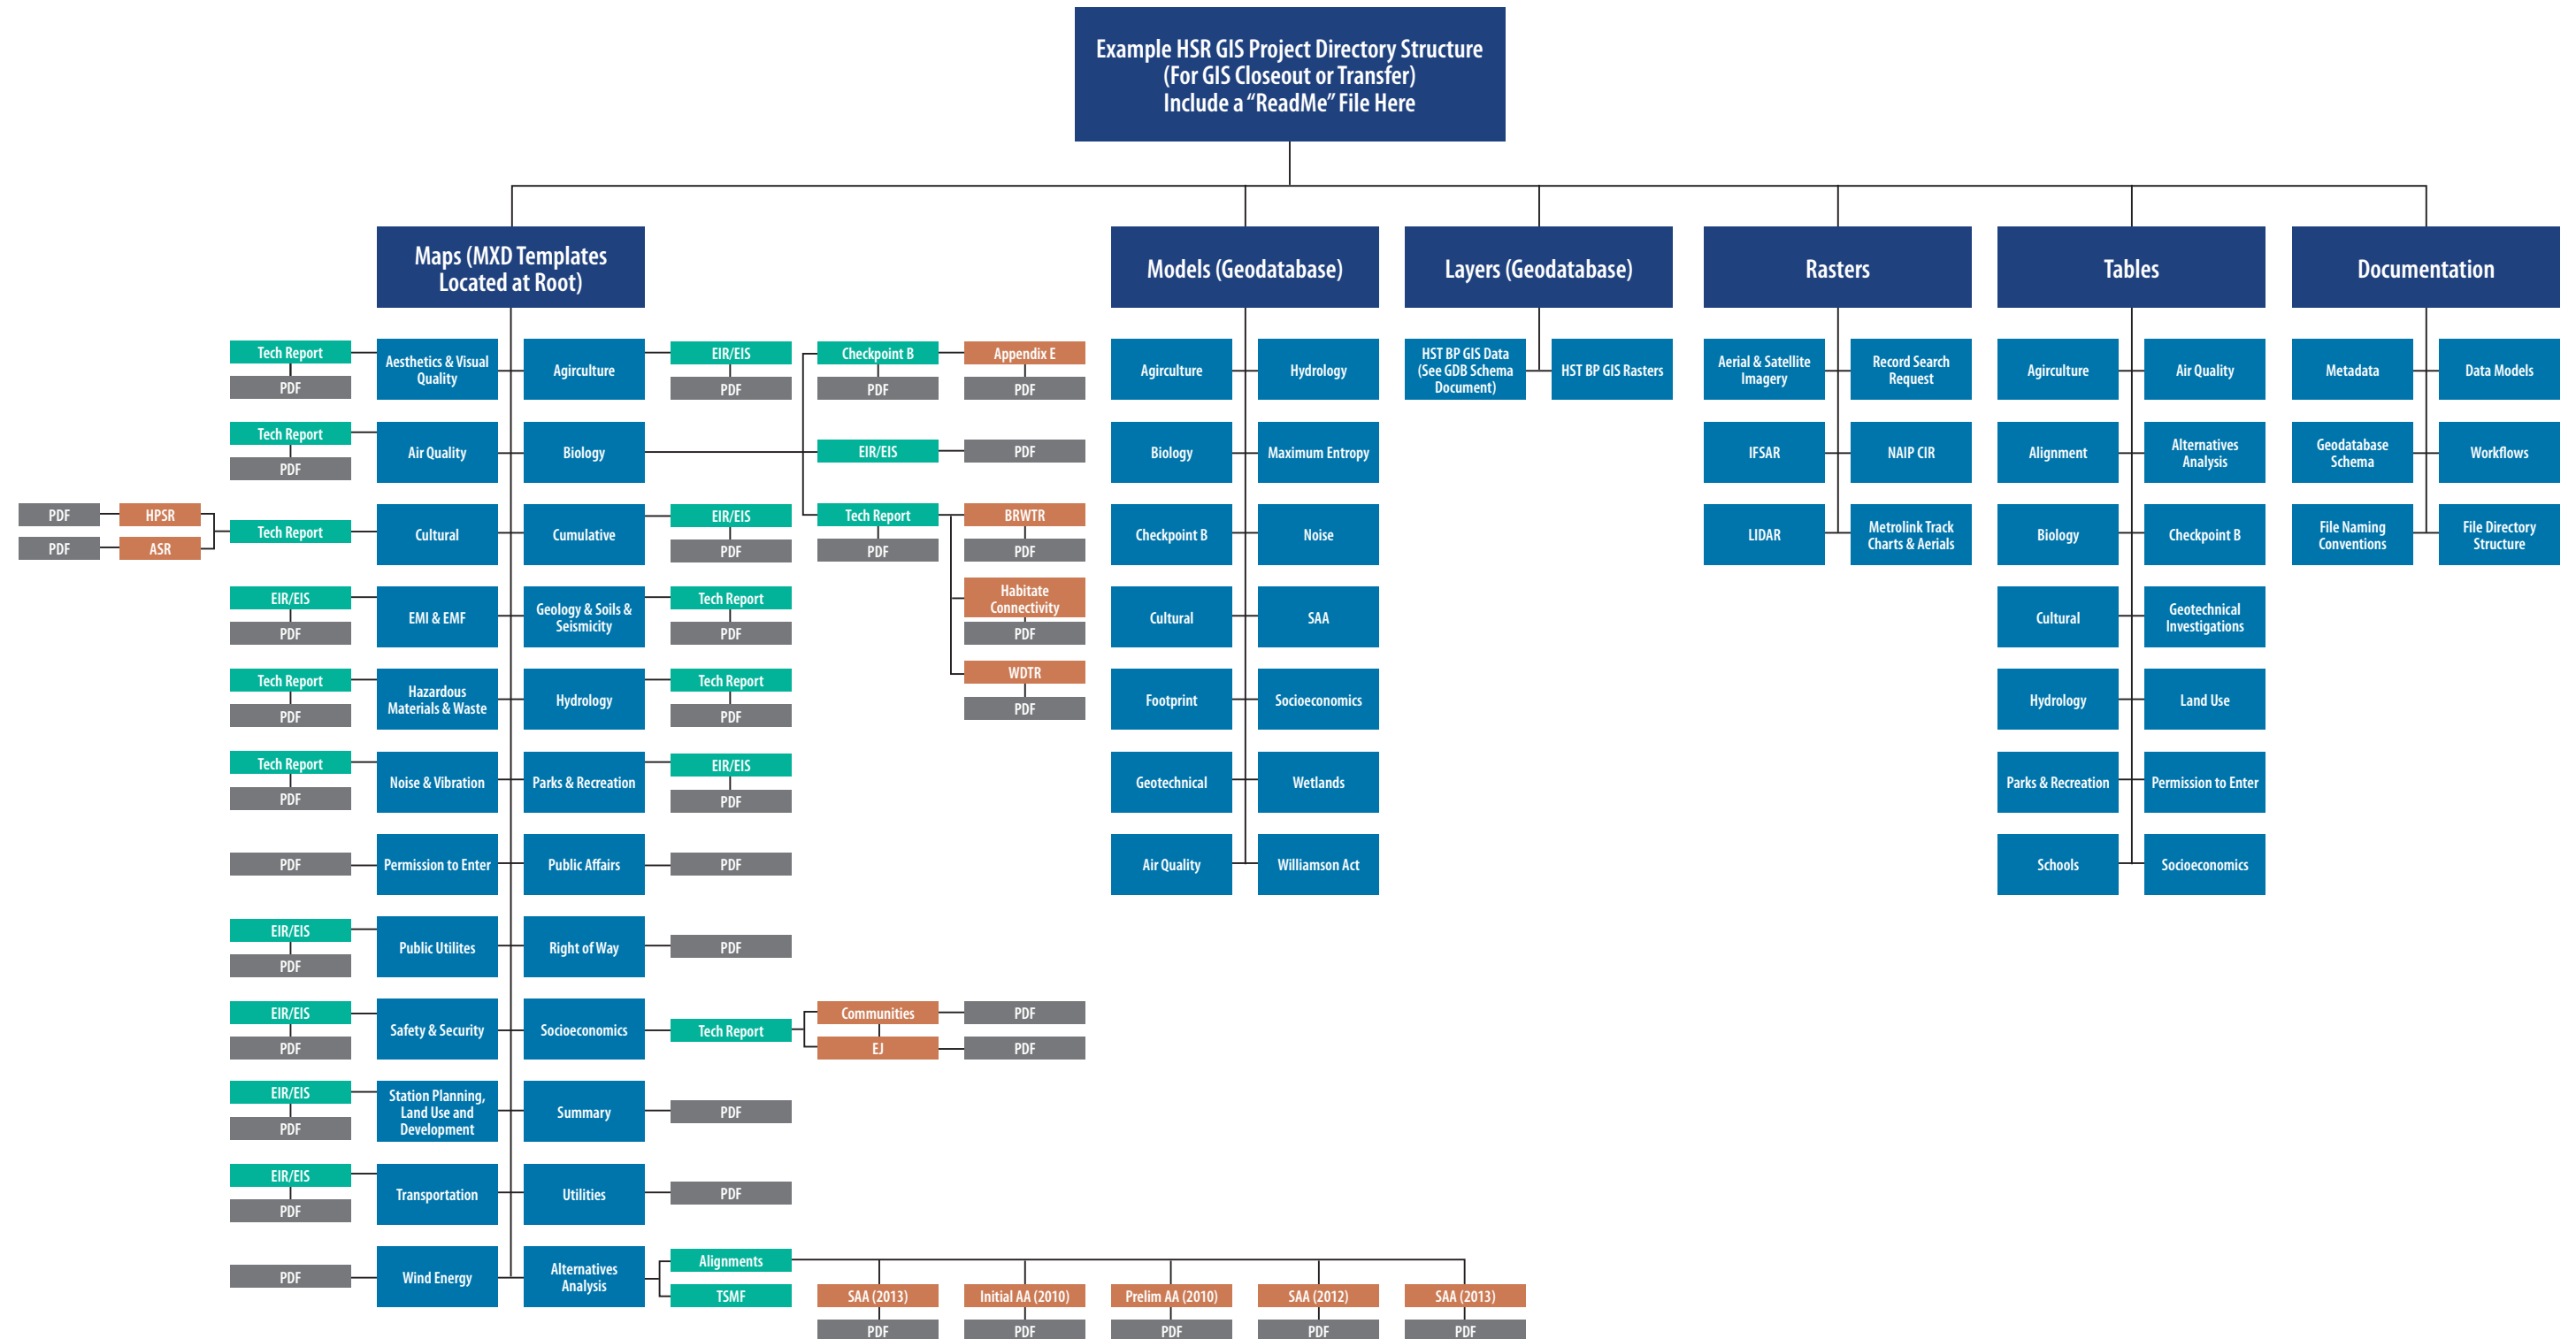 Example HSR GIS Project Directory Structure
(For GIS Closeout or Transfer)
Include a “ReadMe” File Here
Maps (MXD Templates
Located at Root)
Models (Geodatabase)
Layers (Geodatabase)
Rasters
Tables
Documentation
Tech Report
PDF
Aesthetics & Visual
Quality
Agirculture
EIR/EIS
PDF
Tech Report
PDF
Air Quality
Biology
Checkpoint B
PDF
Appendix E
PDF
EIR/EIS
PDF
Tech Report
PDF
BRWTR
PDF
Habitate
Connectivity
PDF
WDTR
PDF
PDF
HPSR
PDF
ASR
Tech Report
Cultural
Cumulative
EIR/EIS
PDF
EIR/EIS
PDF
EMI & EMF
Geology & Soils &
Seismicity
Tech Report
PDF
Tech Report
PDF
Hazardous
Materials & Waste
Hydrology
Tech Report
PDF
Tech Report
PDF
Noise & Vibration
Parks & Recreation
EIR/EIS
PDF
PDF
Permission to Enter
Public Affairs
PDF
EIR/EIS
PDF
Public Utilites
Right of Way
PDF
EIR/EIS
PDF
Safety & Security
Socioeconomics
Tech Report
Communities
PDF
EJ
PDF
EIR/EIS
PDF
Station Planning,
Land Use and
Development
Summary
PDF
EIR/EIS
PDF
Transportation
Utilities
PDF
PDF
Wind Energy
Alternatives
Analysis
Alignments
TSMF
SAA (2013)
PDF
Initial AA (2010)
PDF
Prelim AA (2010)
PDF
SAA (2012)
PDF
SAA (2013)
PDF
Agirculture
Hydrology
Biology
Maximum Entropy
Checkpoint B
Noise
Cultural
SAA
Footprint
Socioeconomics
Geotechnical
Wetlands
Air Quality
Williamson Act
HST BP GIS Data
(See GDB Schema
Document)
HST BP GIS Rasters
Aerial & Satellite
Imagery
Record Search
Request
IFSAR
NAIP CIR
LIDAR
Metrolink Track
Charts & Aerials
Agirculture
Air Quality
Alignment
Alternatives
Analysis
Biology
Checkpoint B
Cultural
Geotechnical
Investigations
Hydrology
Land Use
Parks & Recreation
Permission to Enter
Schools
Socioeconomics
Metadata
Data Models
Geodatabase
Schema
Workflows
File Naming
Conventions
File Directory
Structure